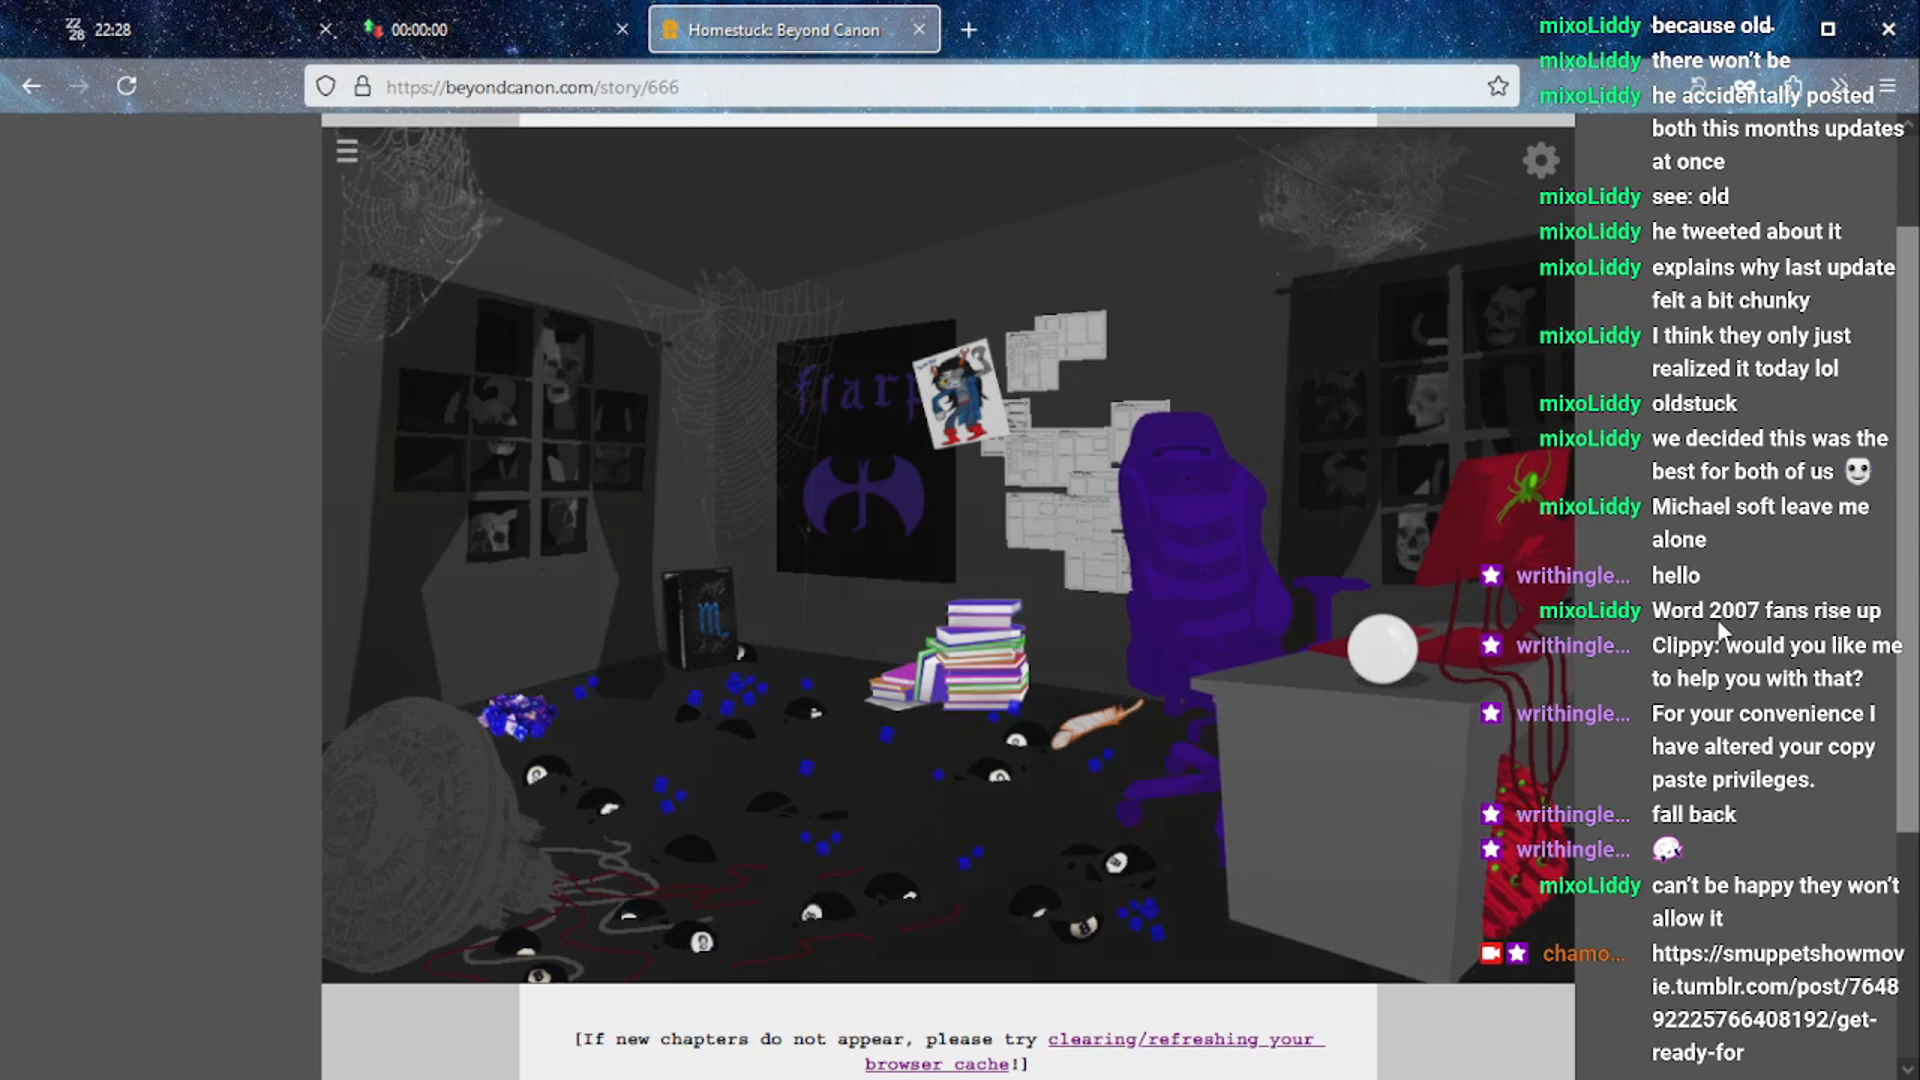 22
28
22:28
00:00:00
Homestuck: Beyond Canon
https://beyondcanon.com/story/666
flarp
[If new chapters do not appear, please try clearing/refreshing your
browser cache!]
mixoLiddy because old.
mixoLiddy there won't be
mixoLiddy he accidentally posted
both this months updates
at once
mixoLiddy see: old
mixoLiddy he tweeted about it
mixoLiddy explains why last update
felt a bit chunky
mixoLiddy I think they only just
realized it today lol
mixoLiddy oldstuck
mixoLiddy we decided this was the
best for both of us
mixoLiddy Michael soft leave me
alone
writhingle... hello
mixoLiddy Word 2007 fans rise up
writhingle... Clippy: would you like me
to help you with that?
writhingle... For your convenience I
have altered your copy
paste privileges.
writhingle... fall back
writhingle...
mixoLiddy can't be happy they won't
allow it
chamo... https://smuppetshowmov
ie.tumblr.com/post/7648
92225766408192/get-
ready-for